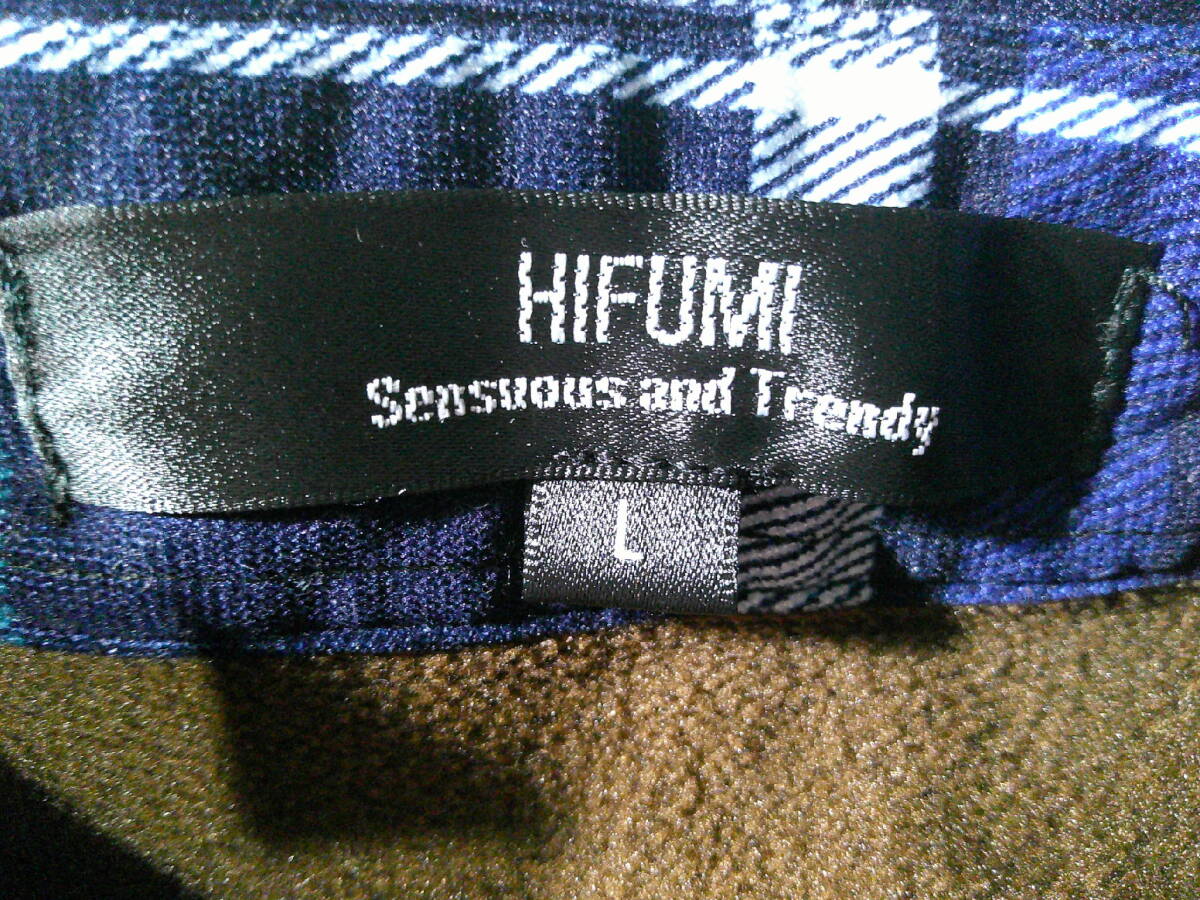 HIFUMI
Sensuous and Trendy
L